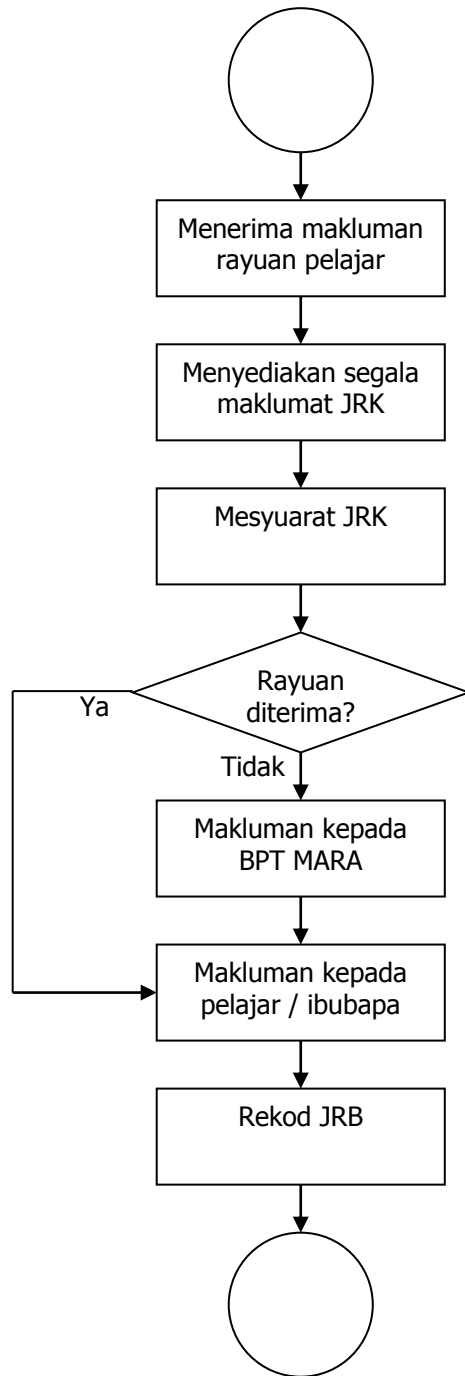 Menerima makluman
rayuan pelajar
Menyediakan segala
maklumat JRK
Mesyuarat JRK
Rayuan
diterima?
Ya
Tidak
Makluman kepada
BPT MARA
Makluman kepada
pelajar / ibubapa
Rekod JRB